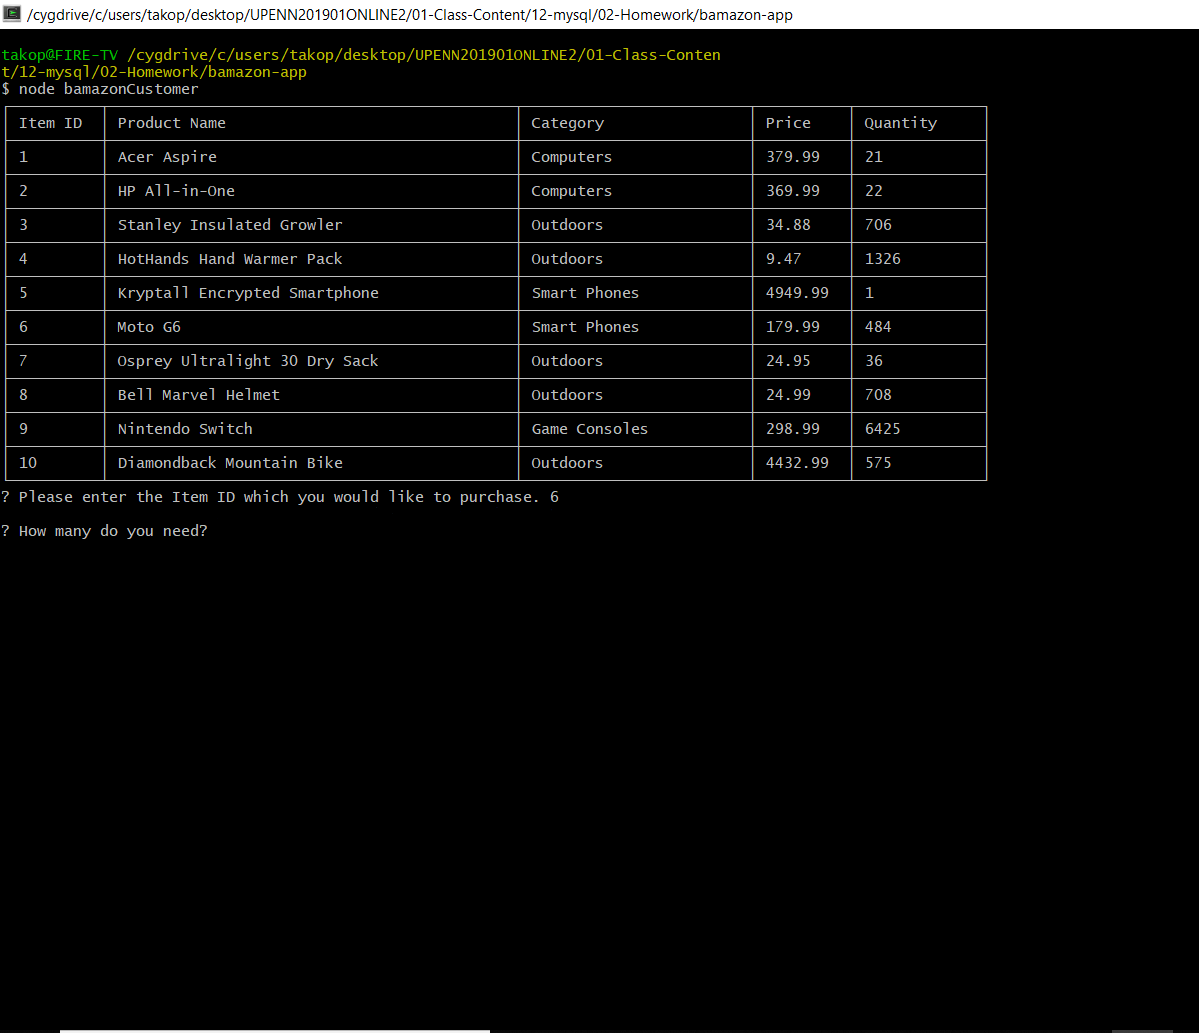 /cygdrive/c/users/takop/desktop/UPENN201901ONLINE2/01-Class-Content/12-mysql/02-Homework/bamazon-app
takop@FIRE-TV /cygdrive/c/users/takop/desktop/UPENN201901ONLINE2/01-Class-Conten
t/12-mysql/02-Homework/bamazon-app
$ node bamazonCustomer
Item ID Product Name Category Price Quantity
1 Acer Aspire Computers 379.99 21
2 HP All-in-One Computers 369.99 22
3 Stanley Insulated Growler Outdoors 34.88 706
4 HotHands Hand Warmer Pack Outdoors 9.47 1326
5 Kryptall Encrypted Smartphone Smart Phones 4949.99 1
6 Moto G6 Smart Phones 179.99 484
7 Osprey Ultralight 30 Dry Sack Outdoors 24.95 36
8 Bell Marvel Helmet Outdoors 24.99 708
9 Nintendo Switch Game Consoles 298.99 6425
10 Diamondback Mountain Bike Outdoors 4432.99 575
? Please enter the Item ID which you would like to purchase. 6
? How many do you need?